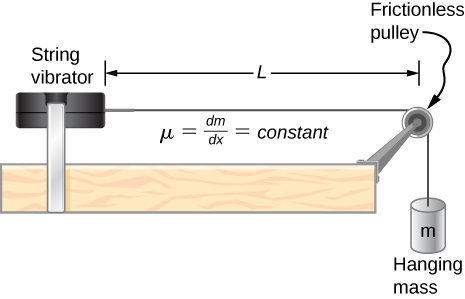 Frictionless
pulley
String
vibrator
L
μ = dm/dx = constant
m
Hanging
mass